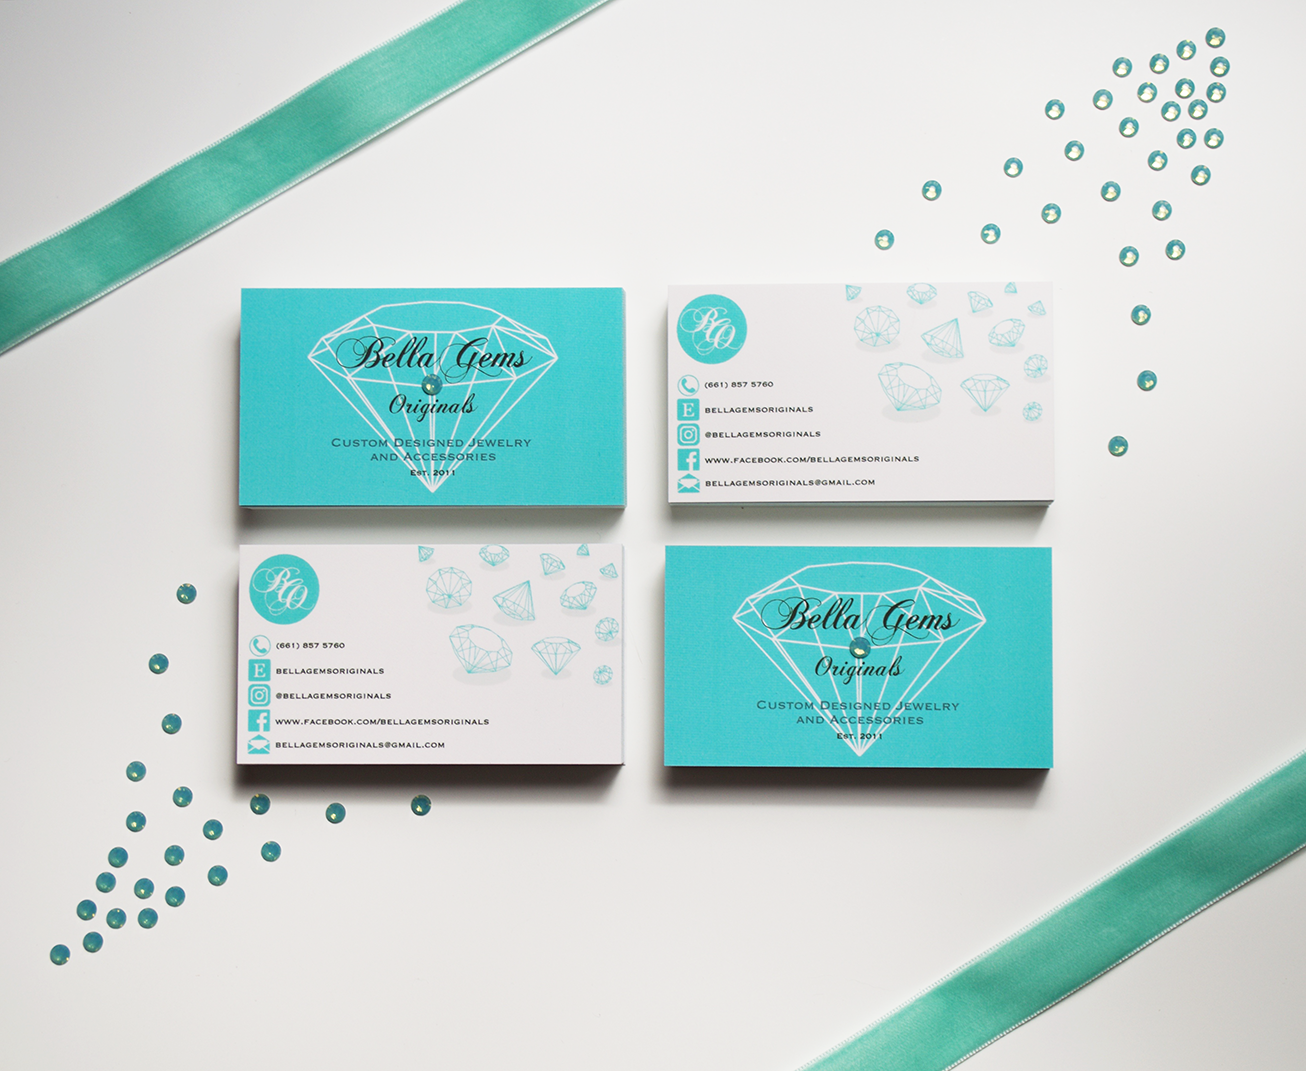 Bella Gems
Originals
Custom Designed Jewelry
and Accessories
Est. 2011
BGO
(661) 857 5760
E BELLAGEMSORIGINALS
@BELLAGEMSORIGINALS
f WWW.FACEBOOK.COM/BELLAGEMSORIGINALS
BELLAGEMSORIGINALS@GMAIL.COM
BGO
(661) 857 5760
E BELLAGEMSORIGINALS
@BELLAGEMSORIGINALS
f WWW.FACEBOOK.COM/BELLAGEMSORIGINALS
BELLAGEMSORIGINALS@GMAIL.COM
Bella Gems
Originals
Custom Designed Jewelry
and Accessories
Est. 2011